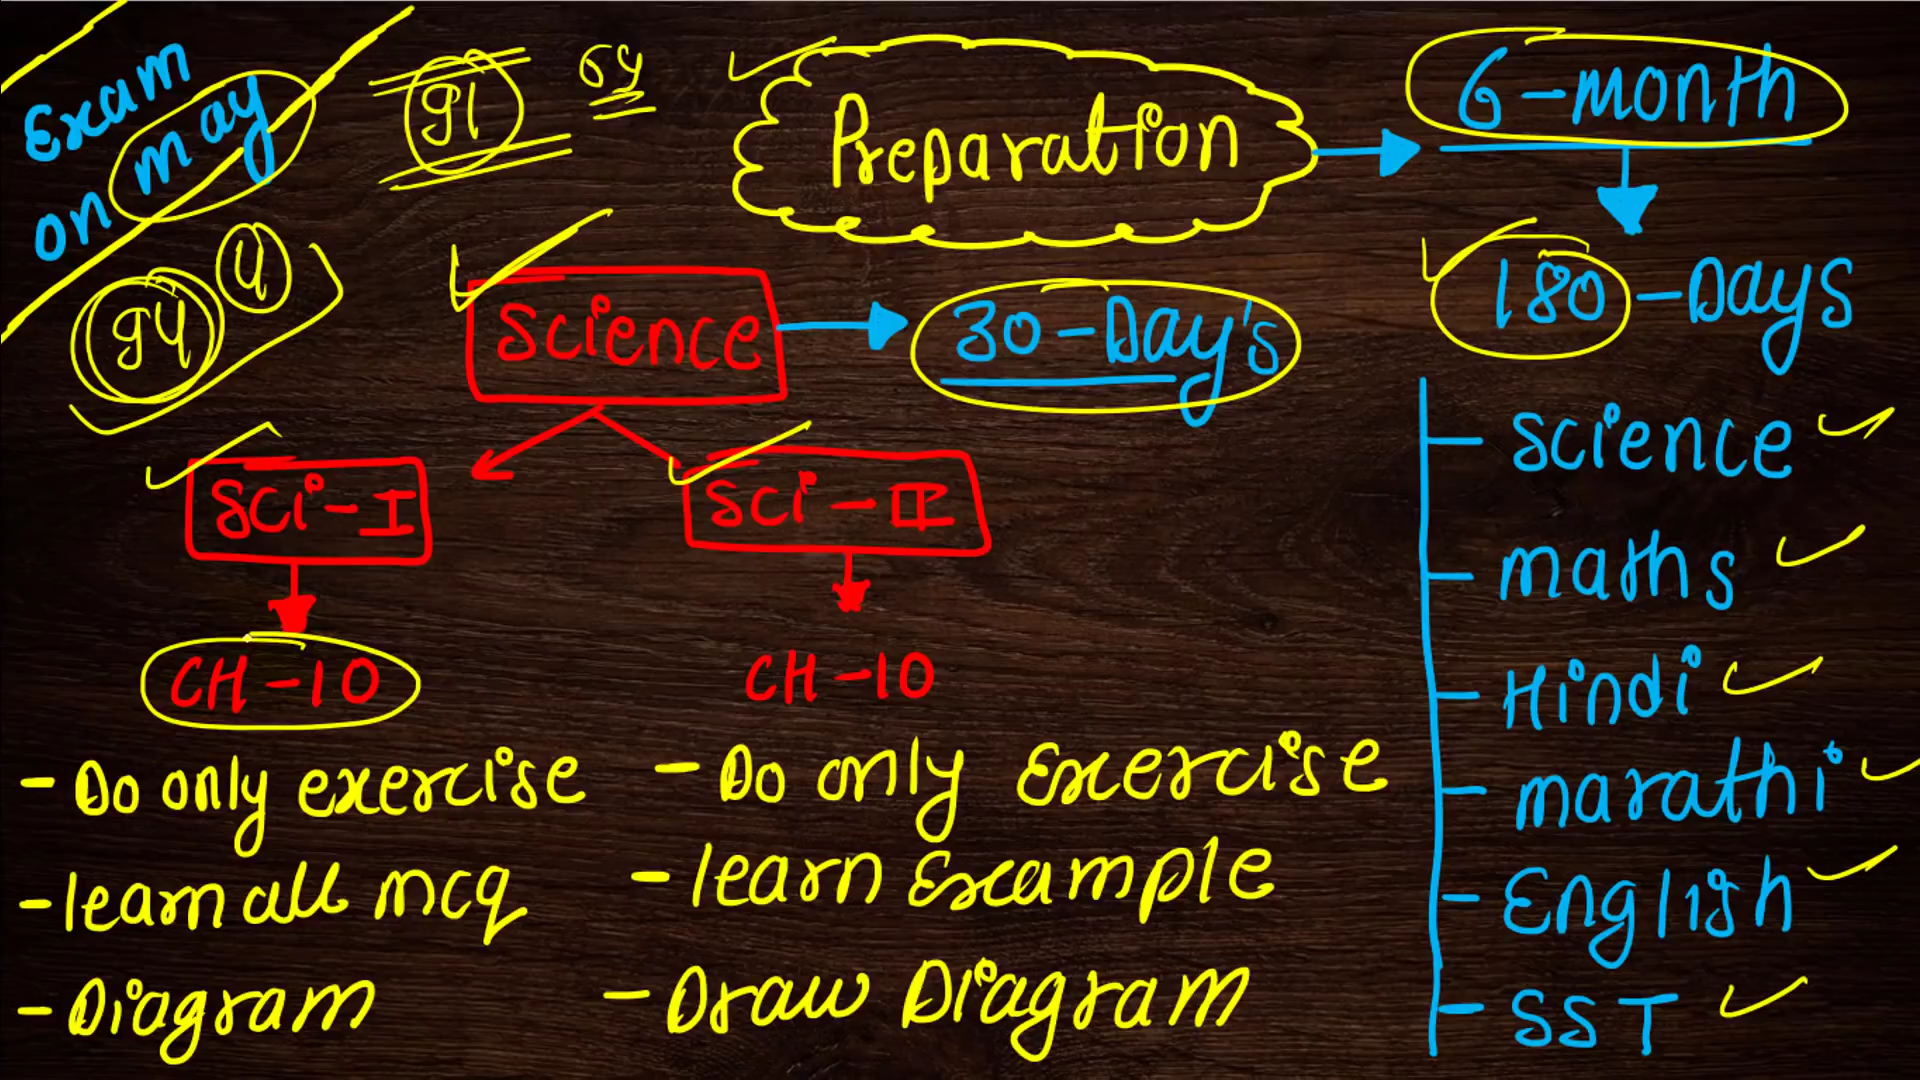 Exam
on may
91
94
4
Preparation
6-month
180-Days
Science
30-Day's
Sci-I
Sci-II
CH-10
CH-10
- Do only exercise
- learn all mcq
- Diagram
- Do only Exercise
- learn Example
- Draw Diagram
- Science
- maths
- Hindi
- marathi
- English
- SST